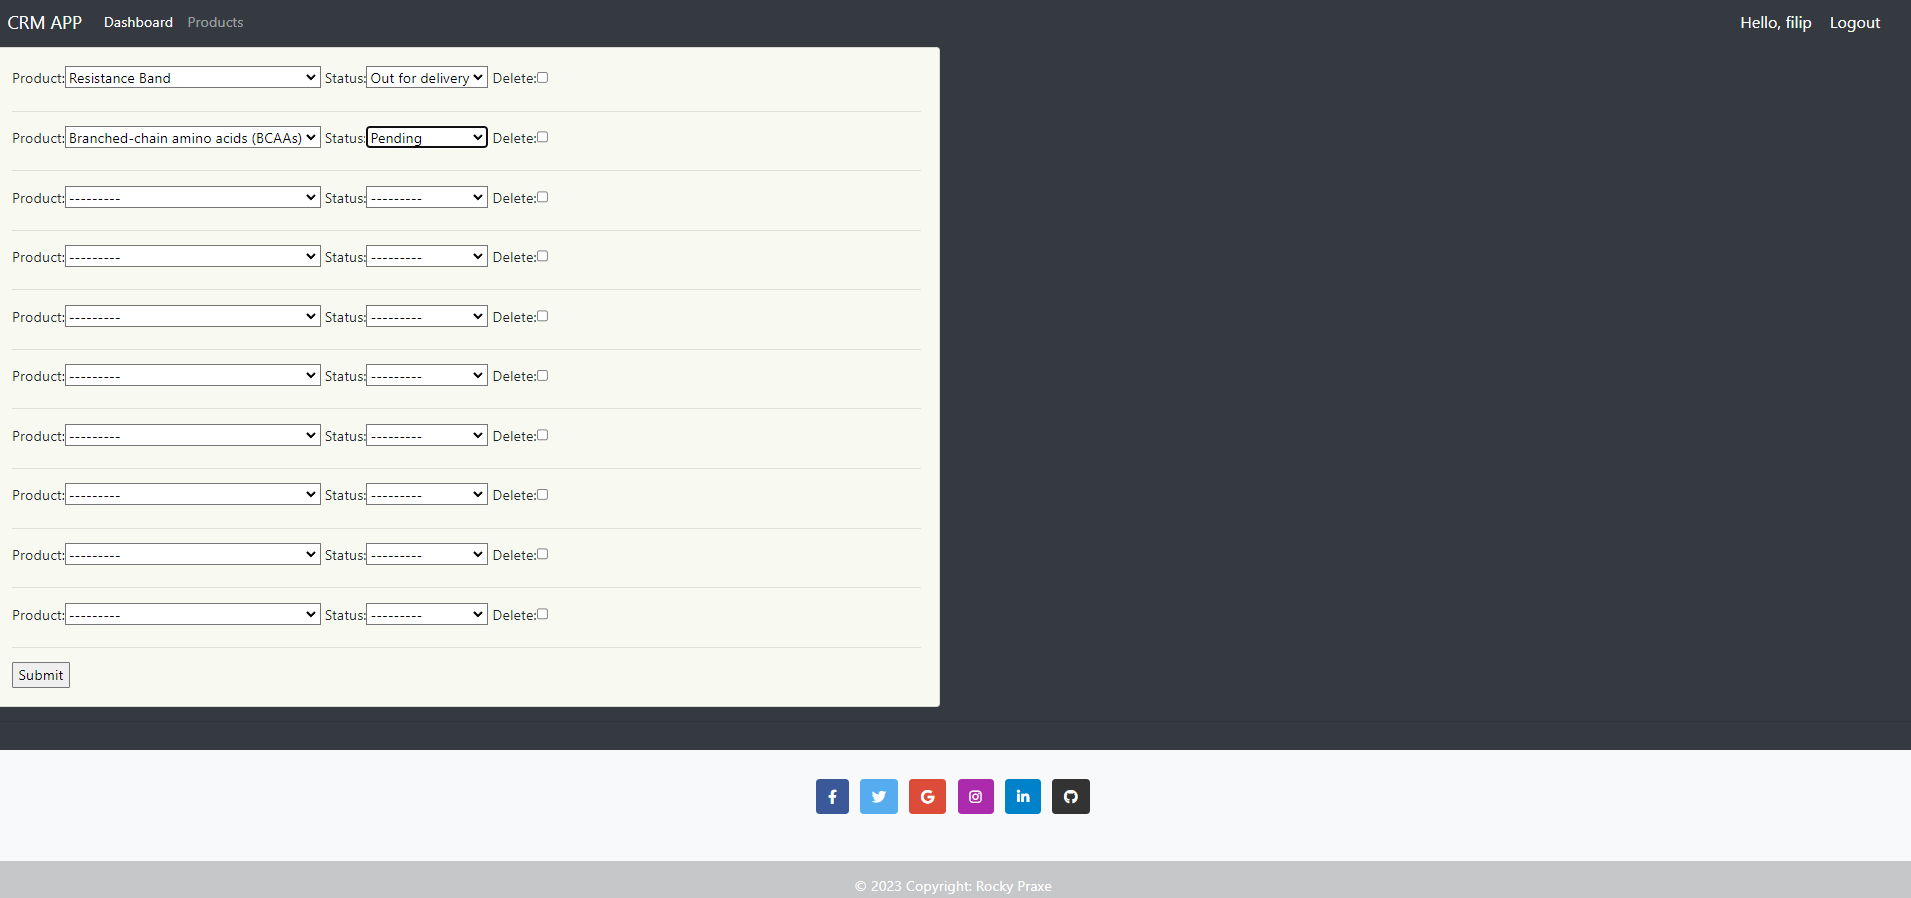 CRM APP Dashboard Products Hello, filip Logout
Product: Resistance Band Status: Out for delivery Delete:
Product: Branched-chain amino acids (BCAAs) Status: Pending Delete:
Product: --------- Status: --------- Delete:
Product: --------- Status: --------- Delete:
Product: --------- Status: --------- Delete:
Product: --------- Status: --------- Delete:
Product: --------- Status: --------- Delete:
Product: --------- Status: --------- Delete:
Product: --------- Status: --------- Delete:
Product: --------- Status: --------- Delete:
Submit
© 2023 Copyright: Rocky Praxe